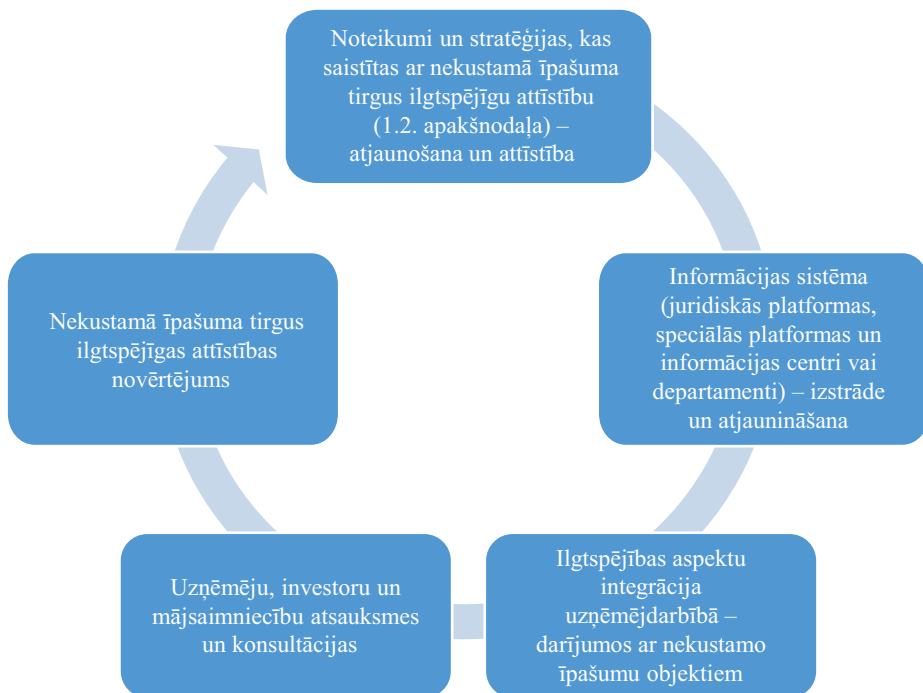 Noteikumi un stratēģijas, kas
saistītas ar nekustamā īpašuma
tirgus ilgtspējīgu attīstību
(1.2. apakšnodaļa) –
atjaunošana un attīstība
Informācijas sistēma
(juridiskās platformas,
speciālās platformas un
informācijas centri vai
departamenti) – izstrāde
un atjaunināšana
Ilgtspējības aspektu
integrācija
uzņēmējdarbībā –
darījumos ar nekustamo
īpašumu objektiem
Uzņēmēju, investoru un
mājsaimniecību atsauksmes
un konsultācijas
Nekustamā īpašuma tirgus
ilgtspējīgas attīstības
novērtējums